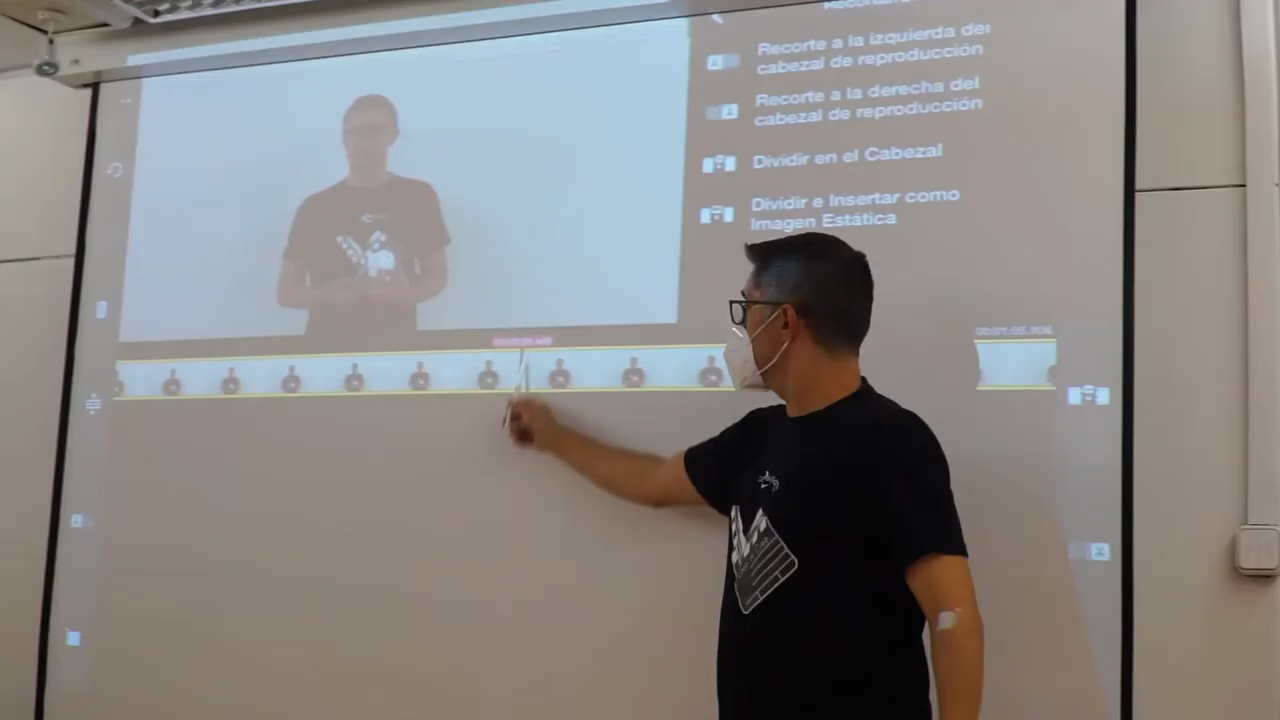 Recorte a la izquierda del
cabezal de reproducción
Recorte a la derecha del
cabezal de reproducción
Dividir en el Cabezal
Dividir e Insertar como
Imagen Estática